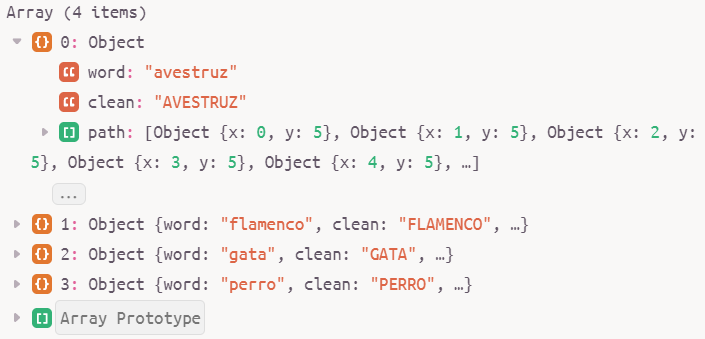 Array (4 items)
{} 0: Object
word: "avestruz"
clean: "AVESTRUZ"
[] path: [Object {x: 0, y: 5}, Object {x: 1, y: 5}, Object {x: 2, y:
5}, Object {x: 3, y: 5}, Object {x: 4, y: 5}, …]
...
{} 1: Object {word: "flamenco", clean: "FLAMENCO", …}
{} 2: Object {word: "gata", clean: "GATA", …}
{} 3: Object {word: "perro", clean: "PERRO", …}
[] Array Prototype